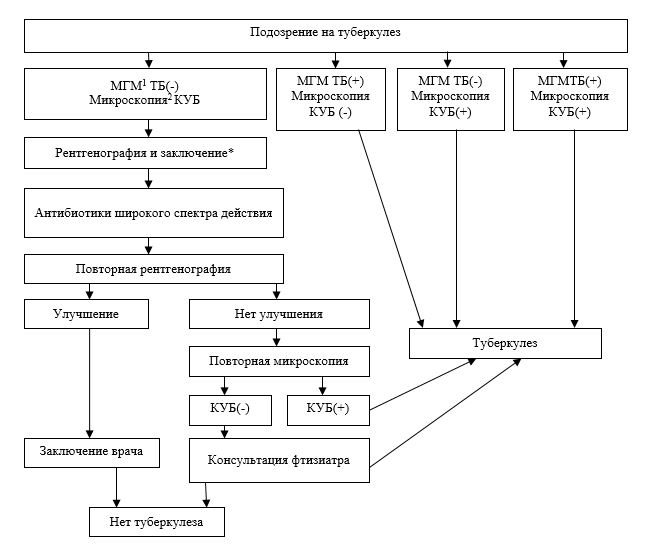 Подозрение на туберкулез
МГМ¹ ТБ(-)
Микроскопия² КУБ
МГМ ТБ(+)
Микроскопия
КУБ (-)
МГМ ТБ(-)
Микроскопия
КУБ(+)
МГМТБ(+)
Микроскопия
КУБ(+)
Рентгенография и заключение*
Антибиотики широкого спектра действия
Повторная рентгенография
Улучшение
Нет улучшения
Туберкулез
Повторная микроскопия
КУБ(-)
КУБ(+)
Заключение врача
Консультация фтизиатра
Нет туберкулеза